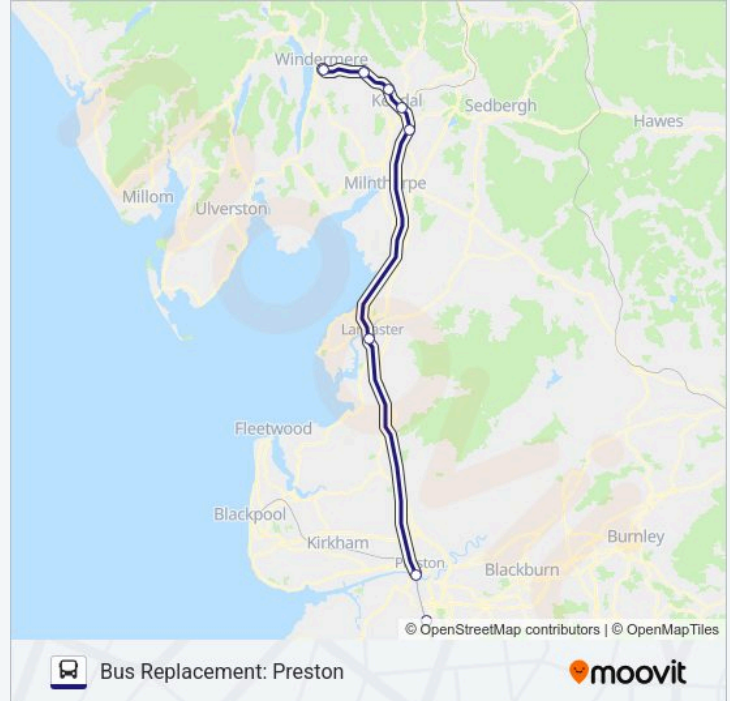 Windermere
Kendal
Sedbergh
Hawes
Milnthorpe
Millom
Ulverston
Lancaster
Fleetwood
Blackpool
Kirkham
Preston
Blackburn
Burnley
© OpenStreetMap contributors | © OpenMapTiles
Bus Replacement: Preston
moovit